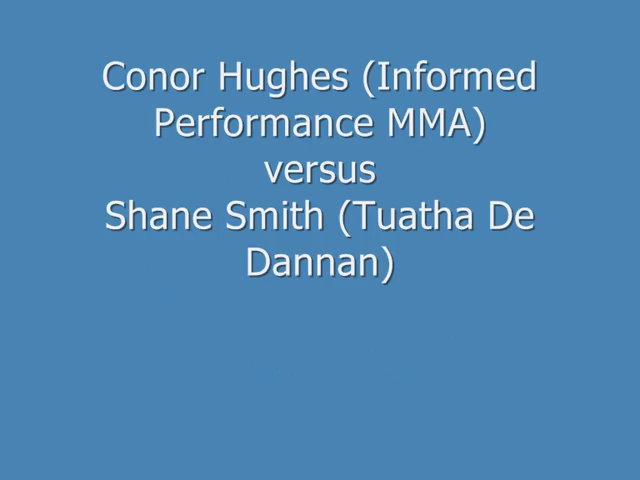 Conor Hughes (Informed
Performance MMA)
versus
Shane Smith (Tuatha De
Dannan)